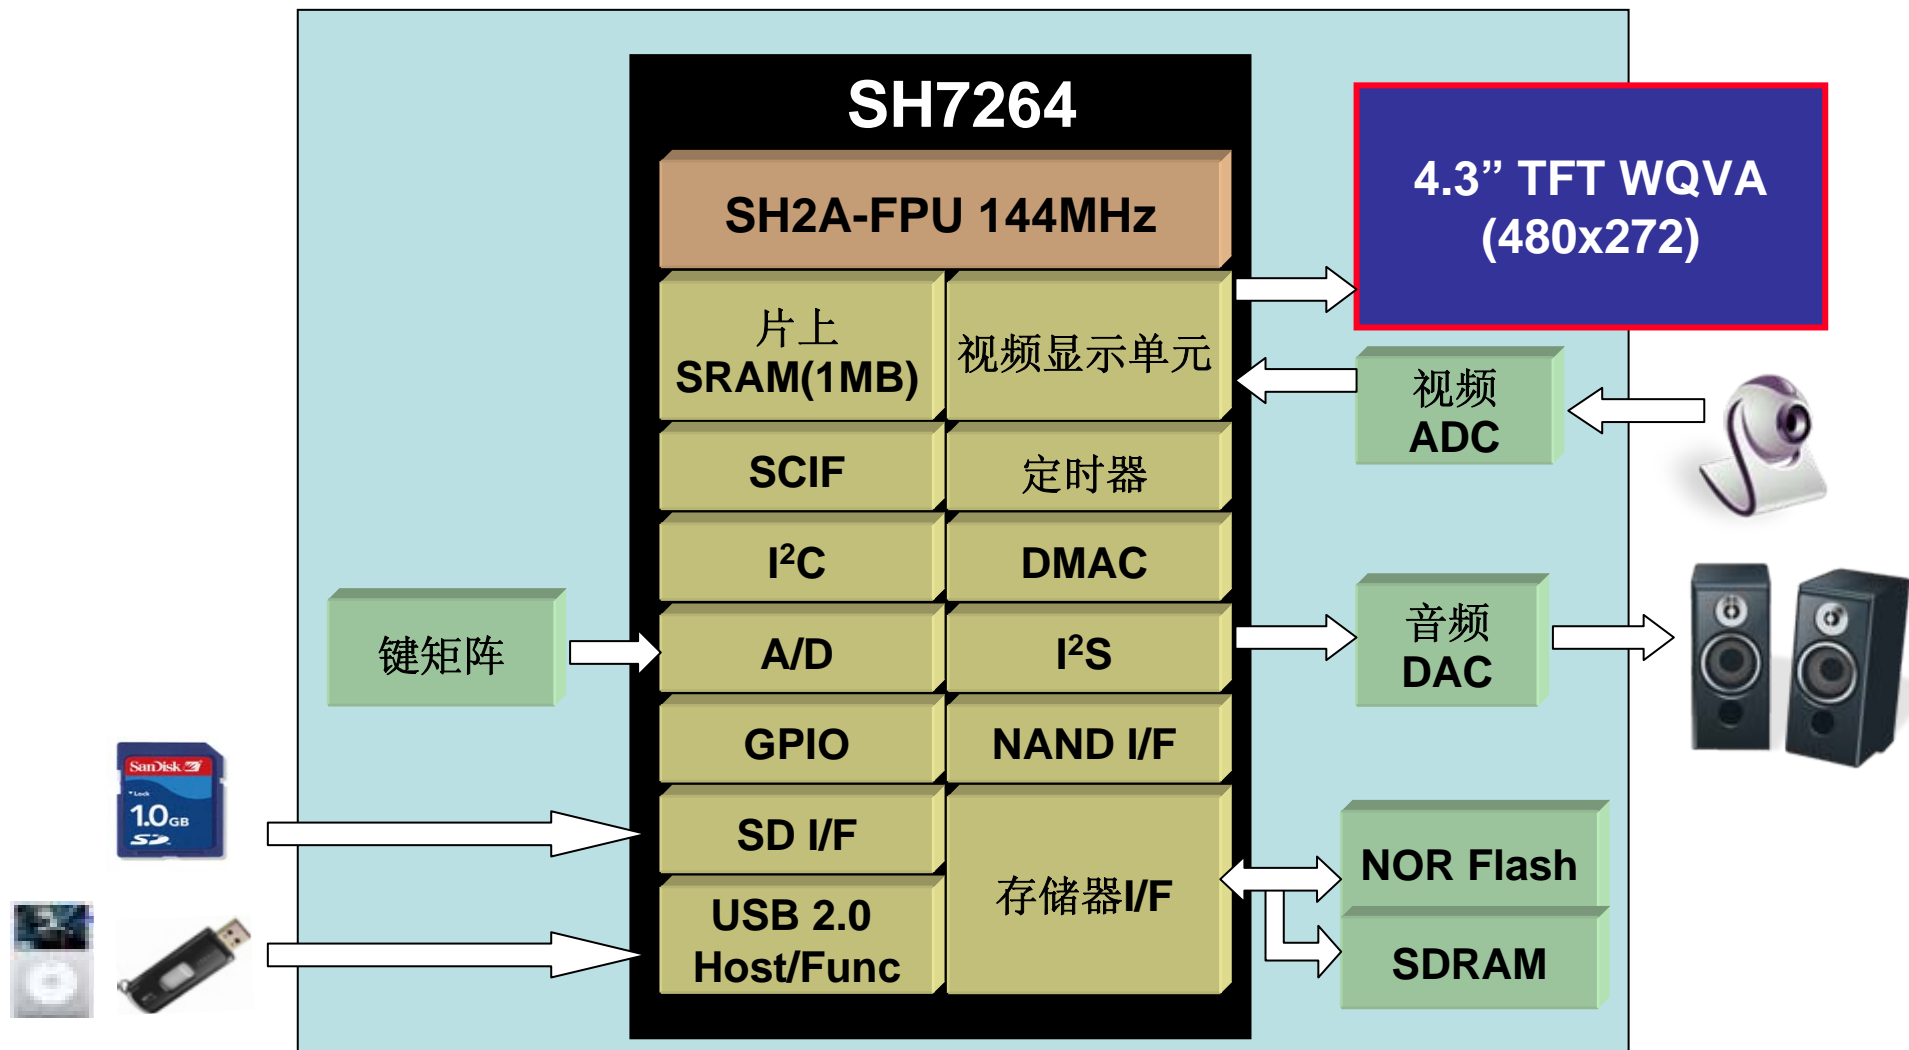 SH7264
SH2A-FPU 144MHz
片上
SRAM(1MB)
视频显示单元
SCIF
定时器
I²C
DMAC
A/D
I²S
GPIO
NAND I/F
SD I/F
存储器I/F
USB 2.0
Host/Func
4.3” TFT WQVA
(480x272)
视频
ADC
音频
DAC
NOR Flash
SDRAM
键矩阵
SanDisk
Lock
1.0GB
SD